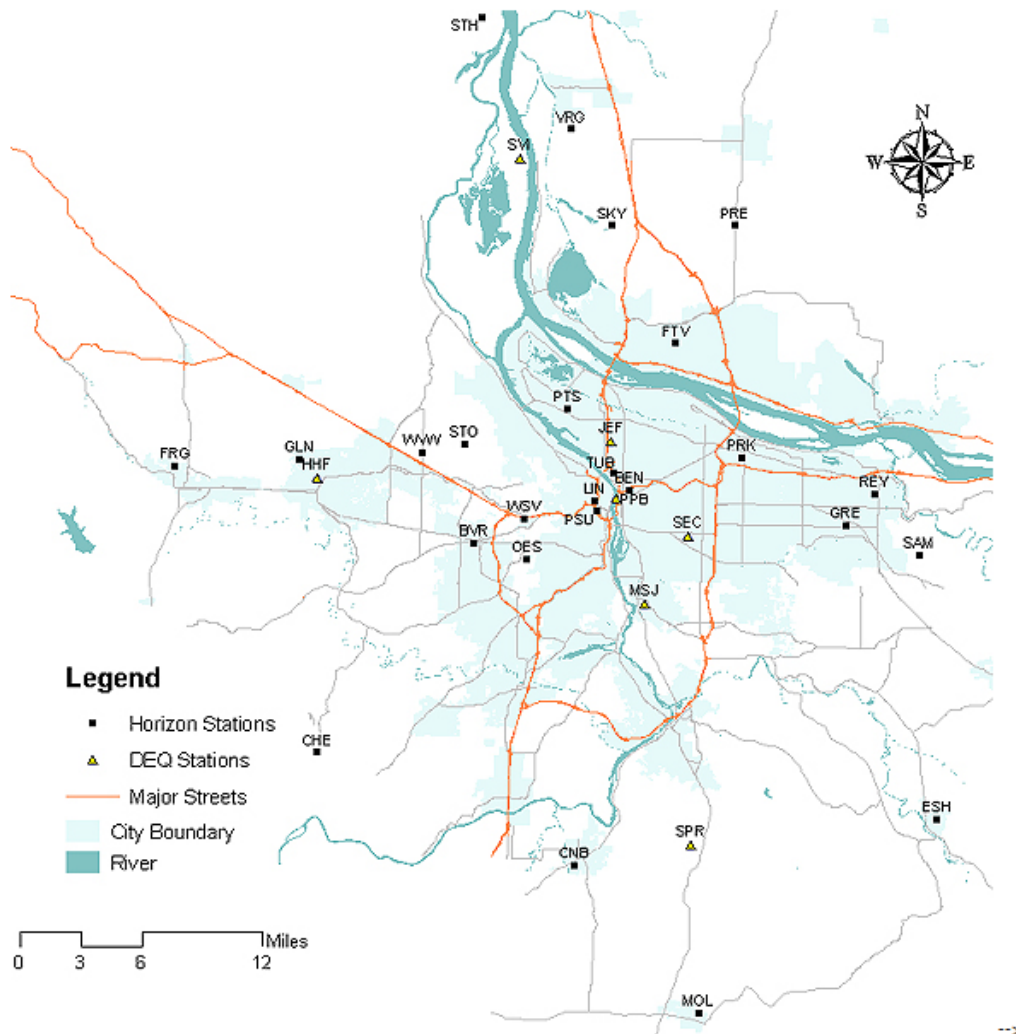 STH
N
VRG
SVI
W E
S
SKY PRE
FTV
PTS
JEF
STO
WVW
PRK
GLN
FRG
HHF
TUB
BEN
REY
LIN PPB
WSV
PSU
GRE
SEC
BVR
OES
SAM
MSJ
Legend
Horizon Stations
CHE
DEQ Stations
Major Streets
City Boundary
ESH
SPR
CNB
River
Miles
0 3 6 12
MOL